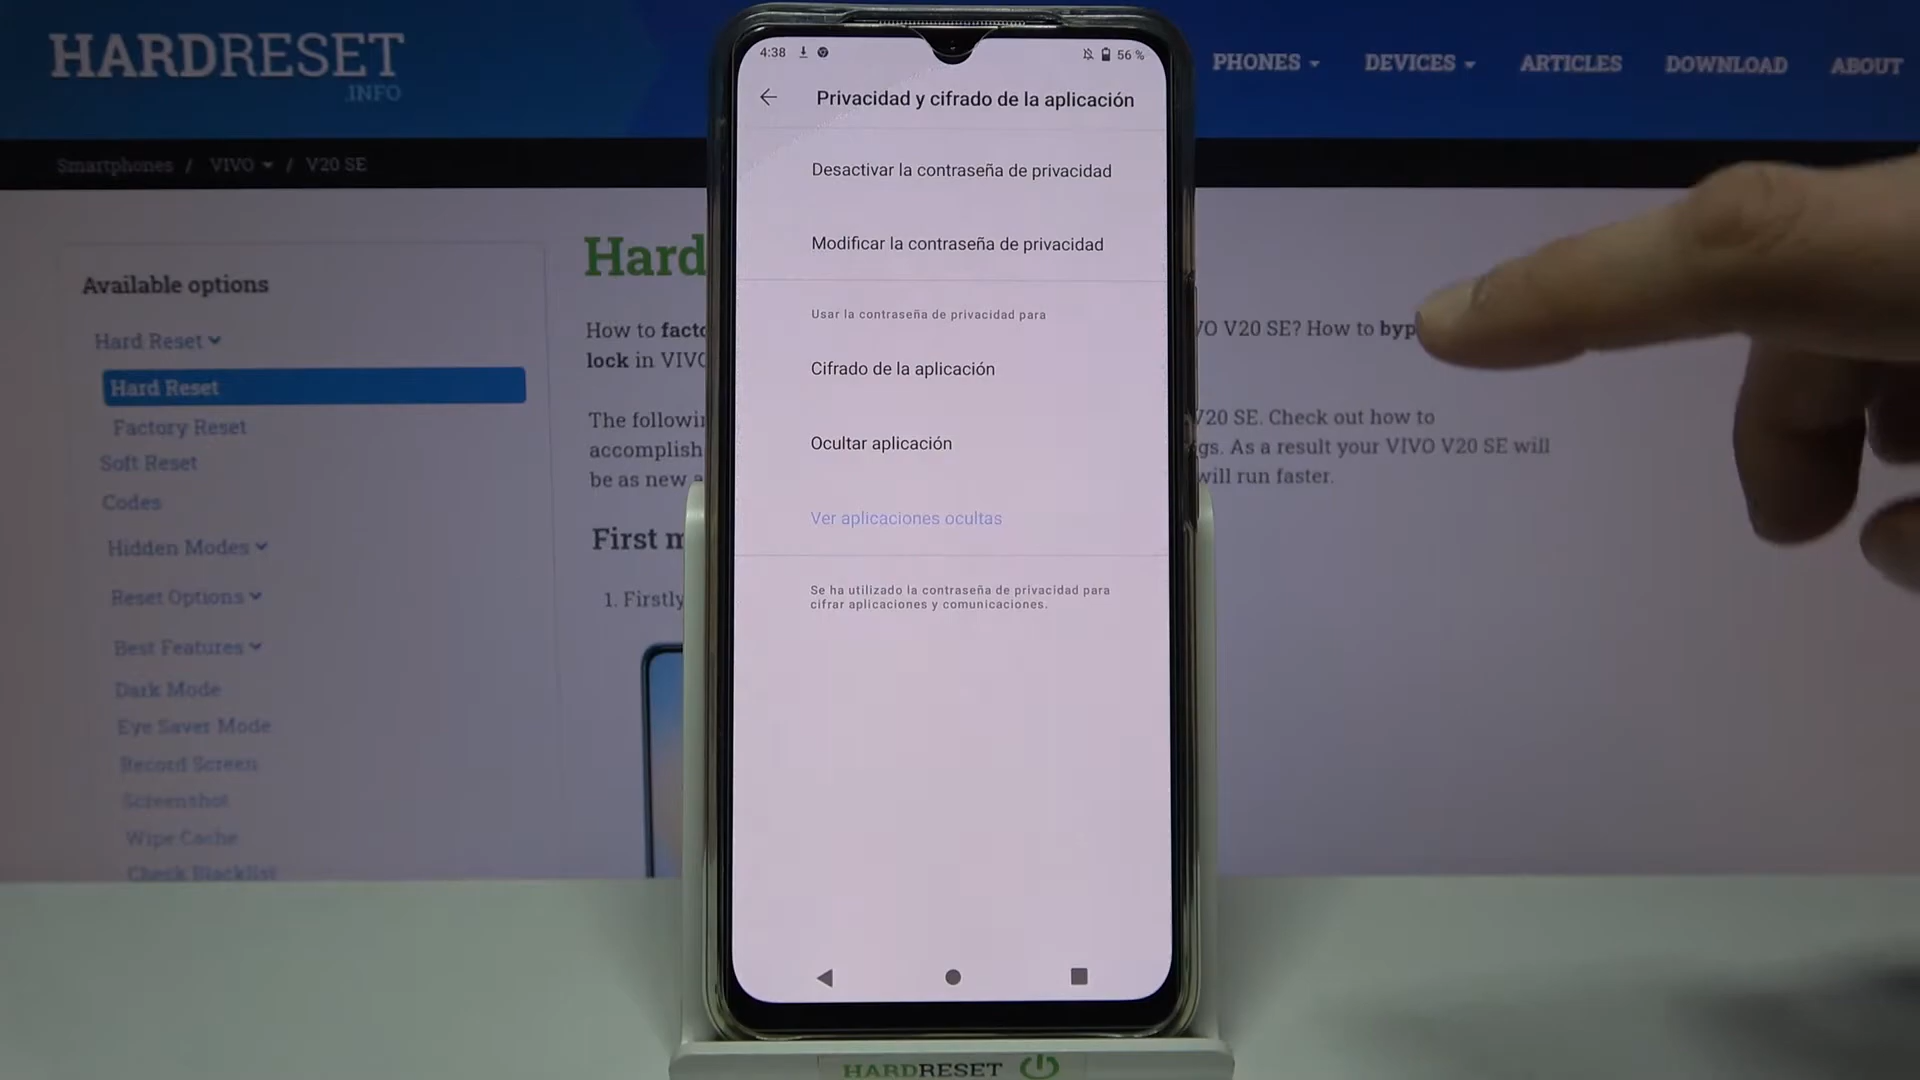 HARDRESET
.INFO
PHONES
DEVICES
ARTICLES
DOWNLOAD
ABOUT
Smartphones / VIVO / V20 SE
Available options
Hard Reset
Hard Reset
Factory Reset
Soft Reset
Codes
Hidden Modes
Reset Options
Best Features
Dark Mode
Eye Saver Mode
Record Screen
Screenshot
Wipe Cache
Check Blacklist
Hard
How to
V20 SE? How to
lock in
The following
V20 SE. Check out how to
accomplish
As a result your VIVO V20 SE will
be as new
will run faster.
First
1. Firstly
4:38
56 %
Privacidad y cifrado de la aplicación
Desactivar la contraseña de privacidad
Modificar la contraseña de privacidad
Usar la contraseña de privacidad para
Cifrado de la aplicación
Ocultar aplicación
Ver aplicaciones ocultas
Se ha utilizado la contraseña de privacidad para
cifrar aplicaciones y comunicaciones.
HARDRESET